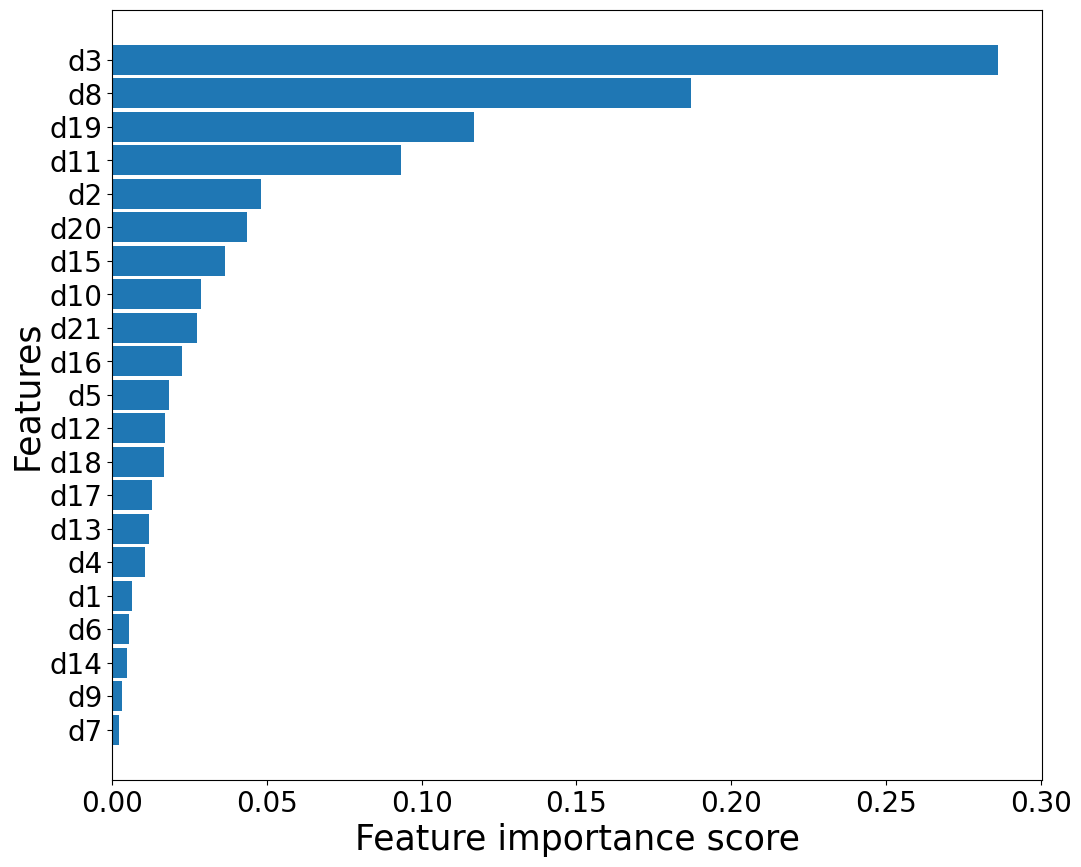 d3
d8
d19
d11
d2
d20
d15
d10
d21
d16
d5
d12
d18
d17
d13
d4
d1
d6
d14
d9
d7
Features
0.00 0.05 0.10 0.15 0.20 0.25 0.30
Feature importance score